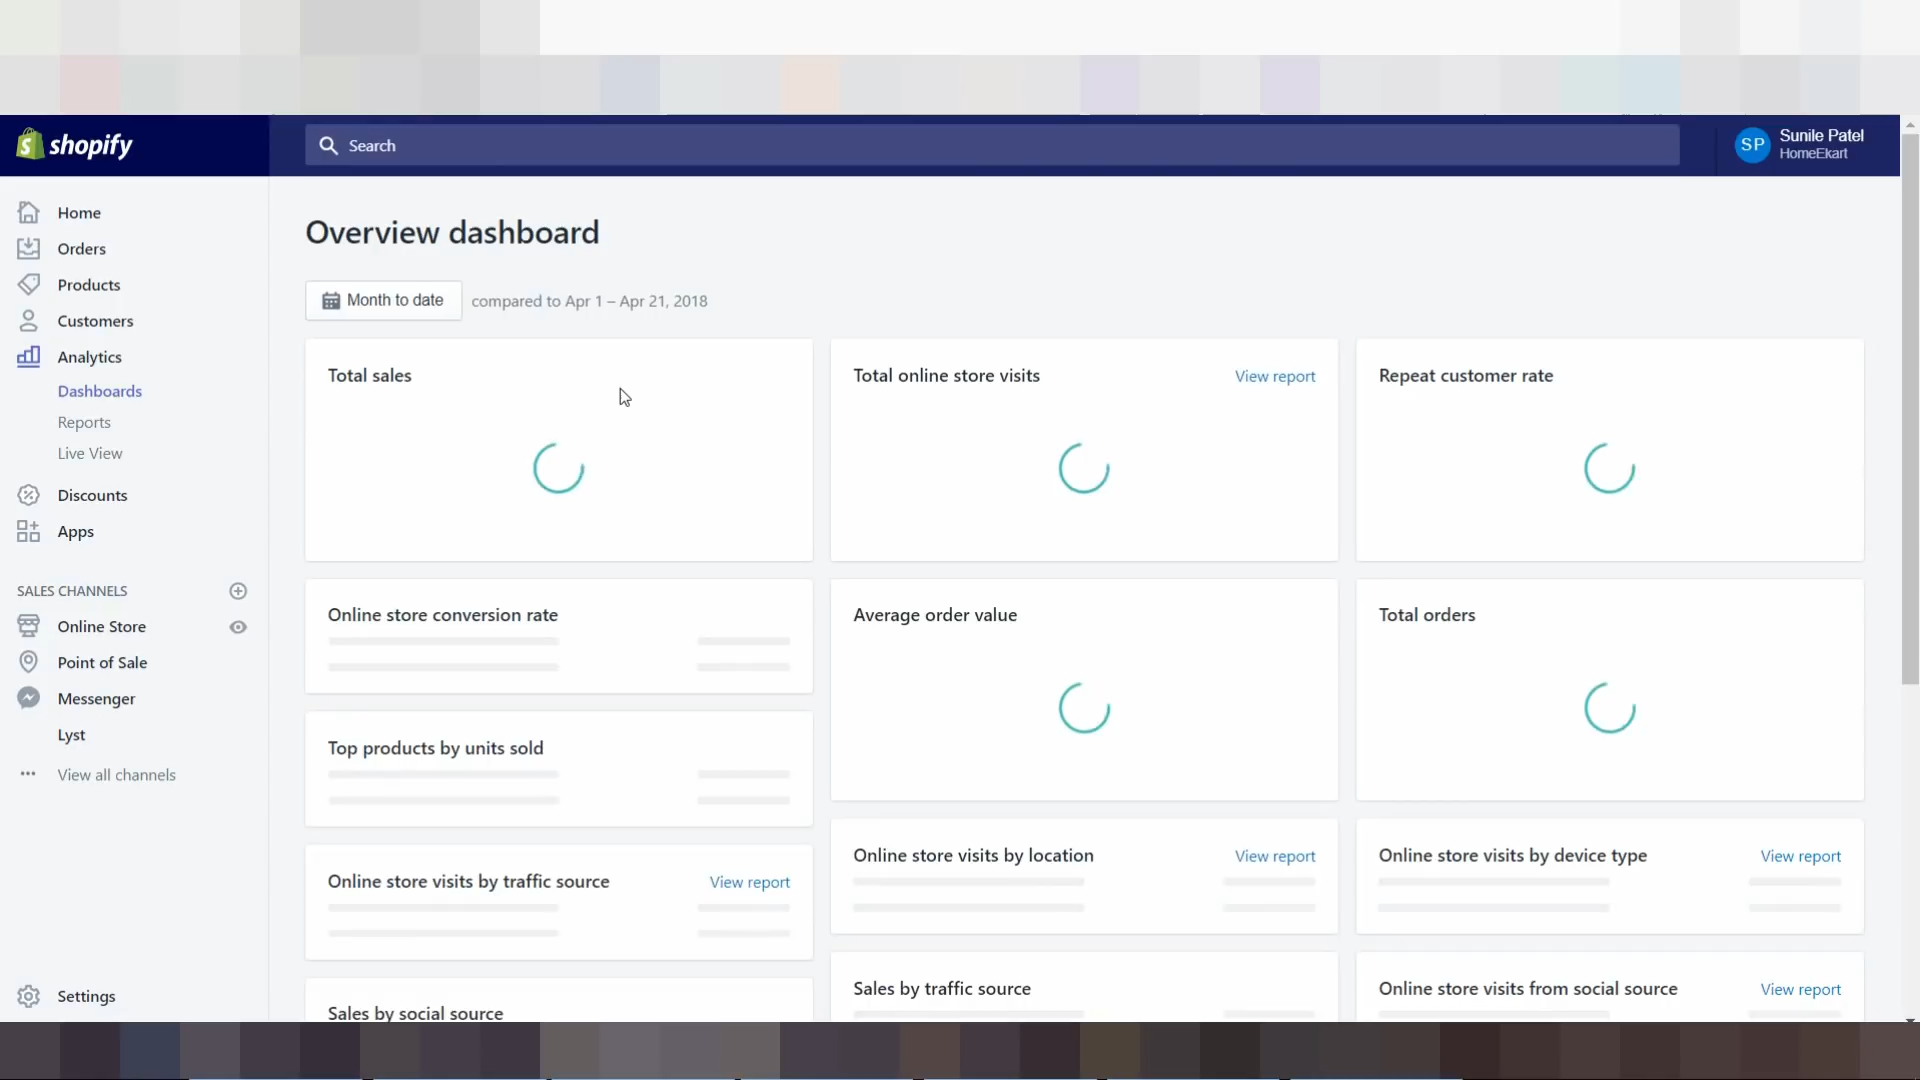 shopify
Search
SP
Sunile Patel
HomeEkart
Home
Orders
Products
Customers
Analytics
Dashboards
Reports
Live View
Discounts
Apps
SALES CHANNELS
Online Store
Point of Sale
Messenger
Lyst
View all channels
Settings
Overview dashboard
Month to date compared to Apr 1 – Apr 21, 2018
Total sales
Total online store visits View report
Repeat customer rate
Online store conversion rate
Average order value
Total orders
Top products by units sold
Online store visits by traffic source View report
Online store visits by location View report
Online store visits by device type View report
Sales by social source
Sales by traffic source
Online store visits from social source View report